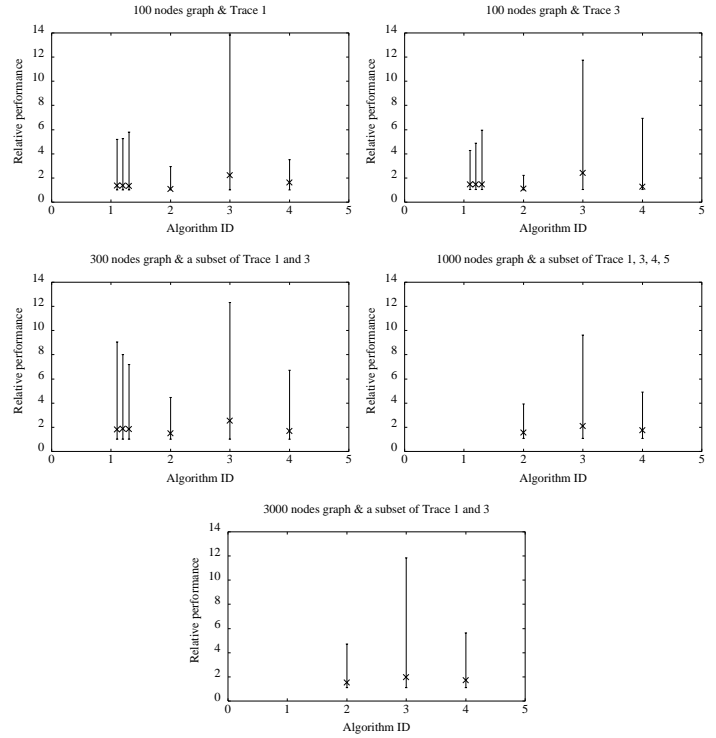 100 nodes graph & Trace 1
14
12
10
8
6
4
2
0
Relative performance
0 1 2 3 4 5
Algorithm ID
100 nodes graph & Trace 3
14
12
10
8
6
4
2
0
Relative performance
0 1 2 3 4 5
Algorithm ID
300 nodes graph & a subset of Trace 1 and 3
14
12
10
8
6
4
2
0
Relative performance
0 1 2 3 4 5
Algorithm ID
1000 nodes graph & a subset of Trace 1, 3, 4, 5
14
12
10
8
6
4
2
0
Relative performance
0 1 2 3 4 5
Algorithm ID
3000 nodes graph & a subset of Trace 1 and 3
14
12
10
8
6
4
2
0
Relative performance
0 1 2 3 4 5
Algorithm ID